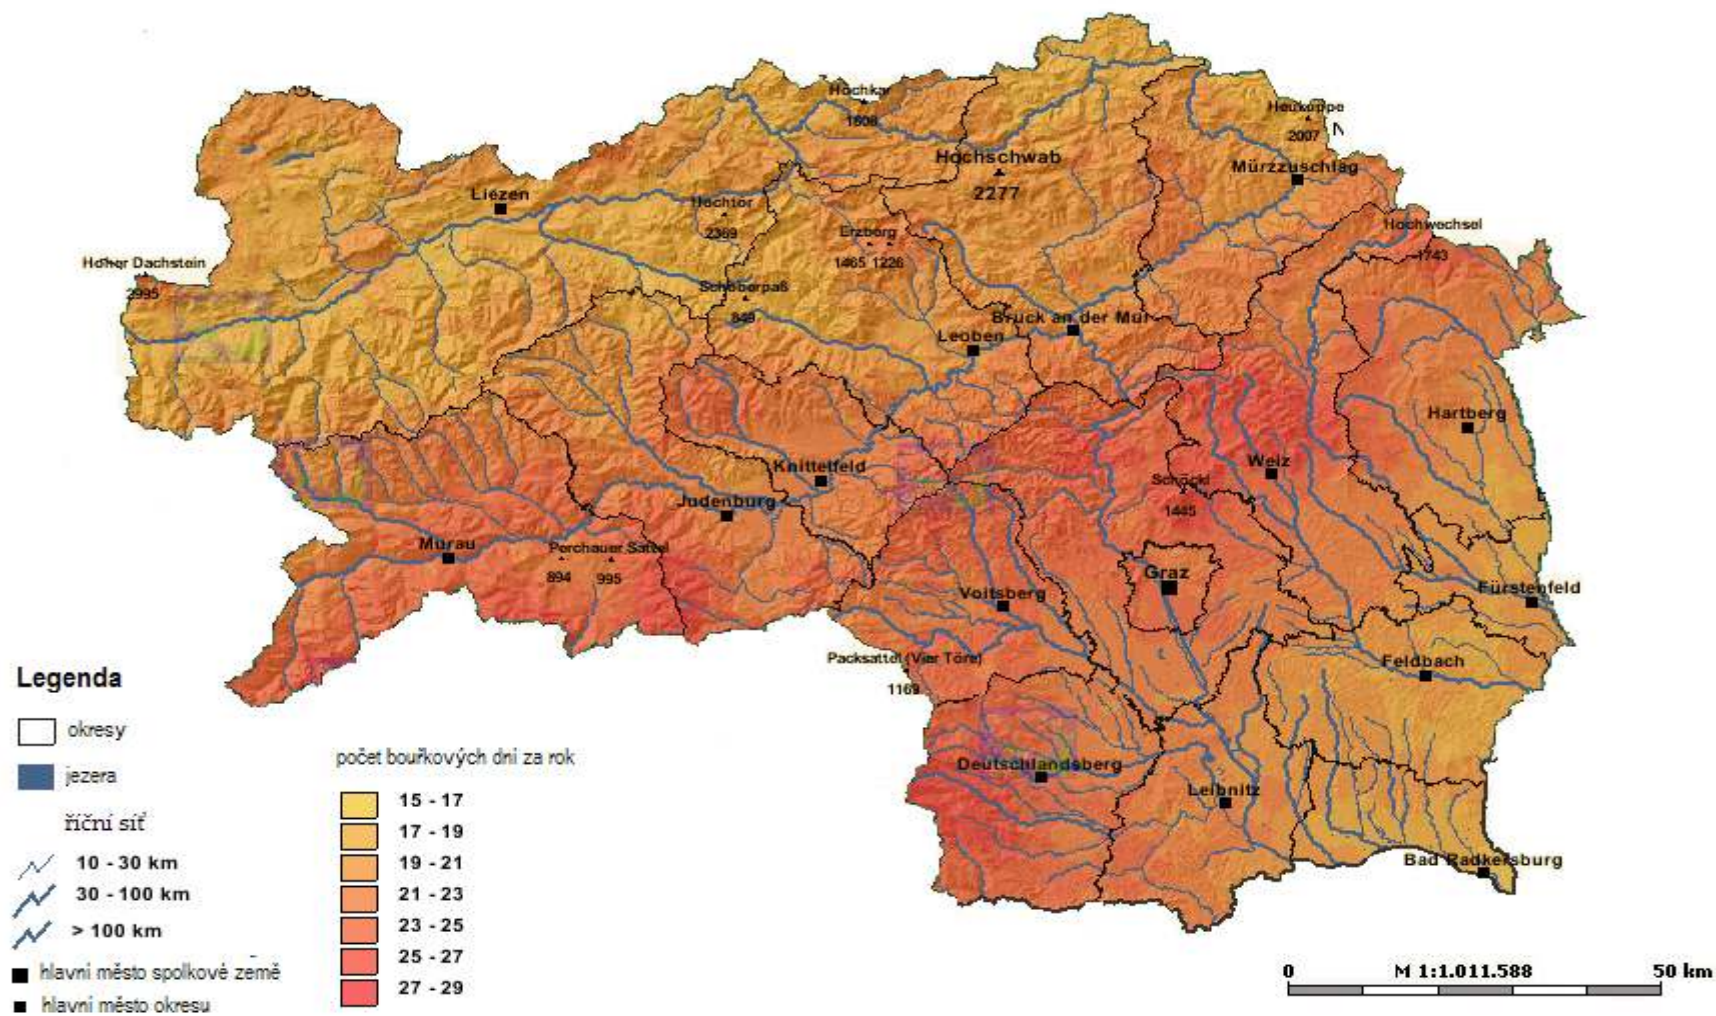 Hochkar
1808
Heukuppe
2007
N
Hochschwab
2277
Mürzzuschlag
Liezen
Hochtor
2369
Erzberg
1465 1226
Hochwechsel
1743
Hoher Dachstein
2995
Schoberpaß
849
Bruck an der Mur
Leoben
Hartberg
Knittelfeld
Weiz
Schöckl
1445
Judenburg
Murau
Perchauer Sattel
894
995
Graz
Voitsberg
Fürstenfeld
Packsattel (Vier Töre)
1169
Feldbach
Deutschlandsberg
Leibnitz
Bad Radkersburg
Legenda
okresy
jezera
říční síť
10 - 30 km
30 - 100 km
> 100 km
hlavní město spolkové země
hlavní město okresu
počet bouřkových dní za rok
15 - 17
17 - 19
19 - 21
21 - 23
23 - 25
25 - 27
27 - 29
0 M 1:1.011.588 50 km